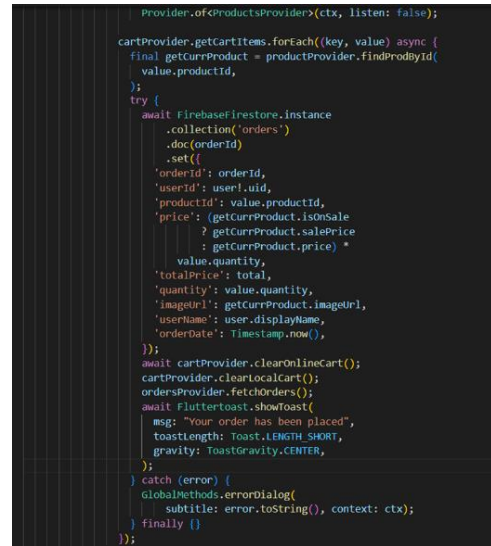 Provider.of<ProductsProvider>(ctx, listen: false);
cartProvider.getCartItems.forEach((key, value) async {
final getCurrProduct = productProvider.findProdById(
value.productId,
);
try {
await FirebaseFirestore.instance
.collection('orders')
.doc(orderId)
.set({
'orderId': orderId,
'userId': user!.uid,
'productId': value.productId,
'price': (getCurrProduct.isOnSale
? getCurrProduct.salePrice
: getCurrProduct.price) *
value.quantity,
'totalPrice': total,
'quantity': value.quantity,
'imageUrl': getCurrProduct.imageUrl,
'userName': user.displayName,
'orderDate': Timestamp.now(),
});
await cartProvider.clearOnlineCart();
cartProvider.clearLocalCart();
ordersProvider.fetchOrders();
await Fluttertoast.showToast(
msg: "Your order has been placed",
toastLength: Toast.LENGTH_SHORT,
gravity: ToastGravity.CENTER,
);
} catch (error) {
GlobalMethods.errorDialog(
subtitle: error.toString(), context: ctx);
} finally {}
});